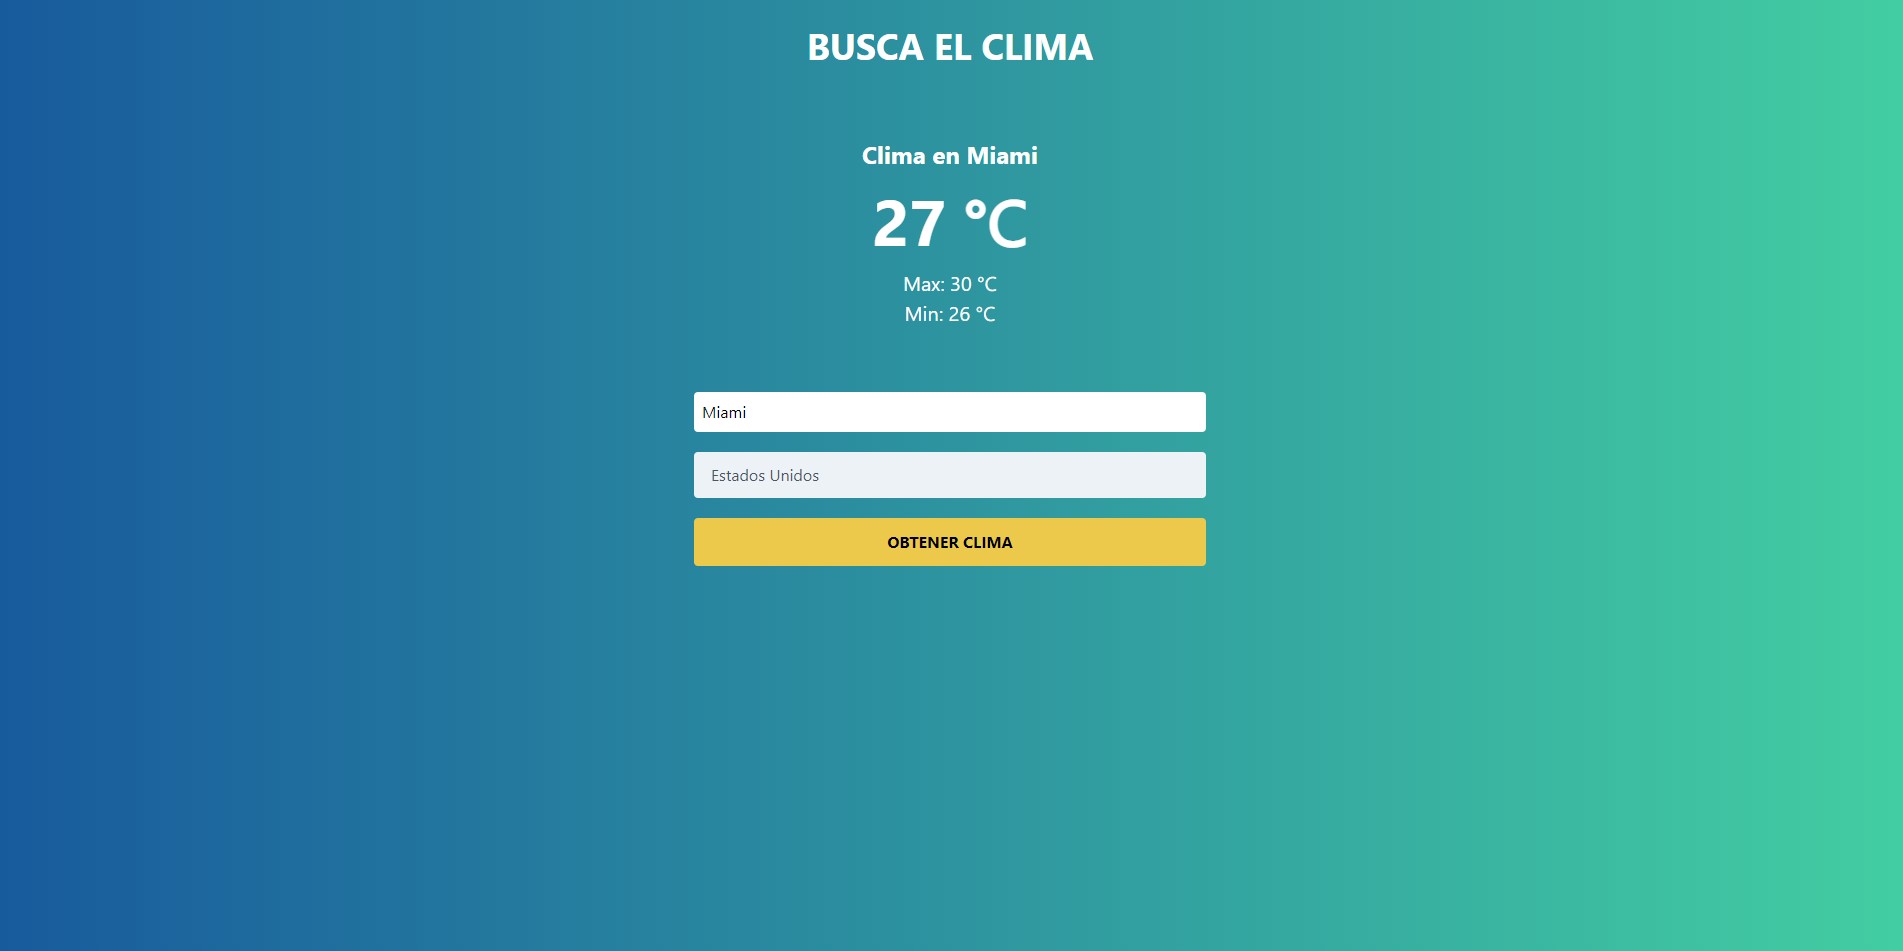 BUSCA EL CLIMA
Clima en Miami
27 °C
Max: 30 °C
Min: 26 °C
Miami
Estados Unidos
OBTENER CLIMA